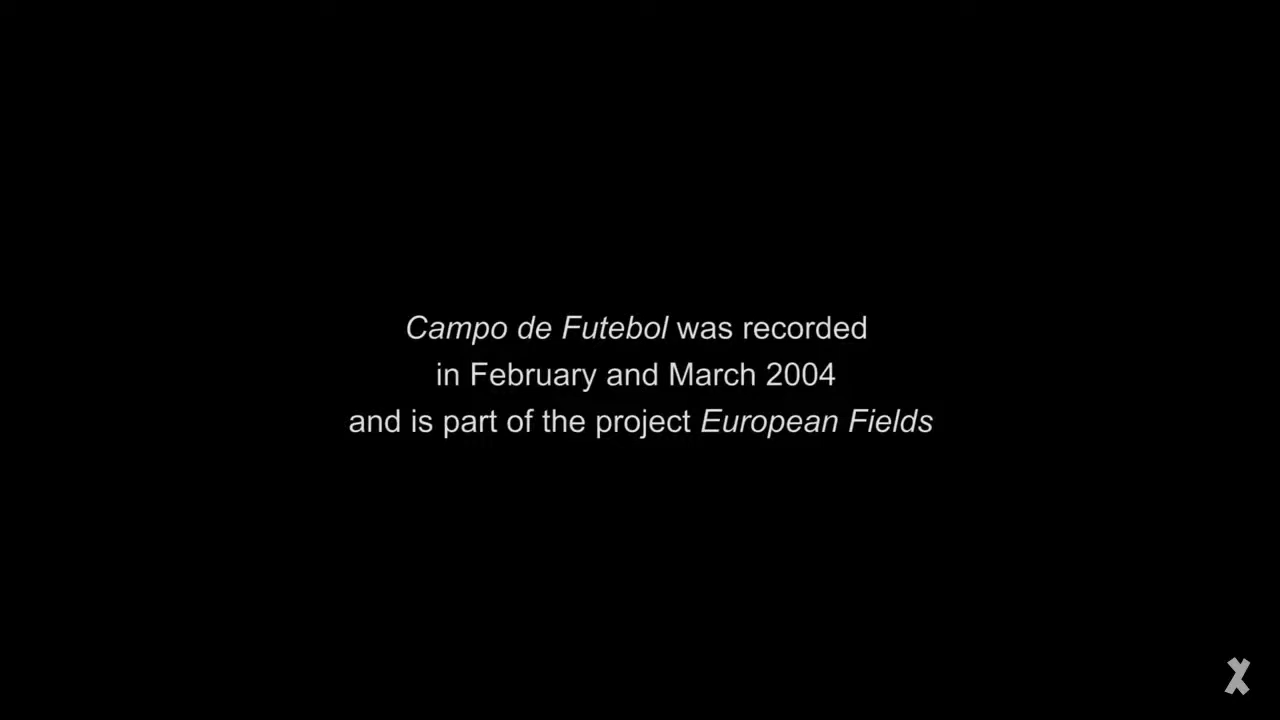 Campo de Futebol was recorded
in February and March 2004
and is part of the project European Fields